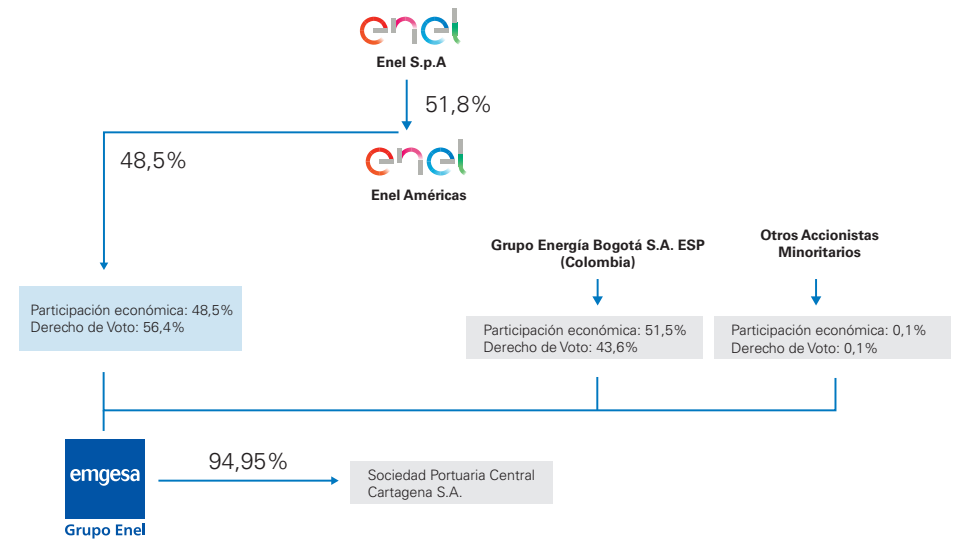 enel
Enel S.p.A
51,8%
48,5%
enel
Enel Américas
Grupo Energía Bogotá S.A. ESP
(Colombia)
Otros Accionistas
Minoritarios
Participación económica: 48,5%
Derecho de Voto: 56,4%
Participación económica: 51,5%
Derecho de Voto: 43,6%
Participación económica: 0,1%
Derecho de Voto: 0,1%
emgesa
Grupo Enel
94,95%
Sociedad Portuaria Central
Cartagena S.A.